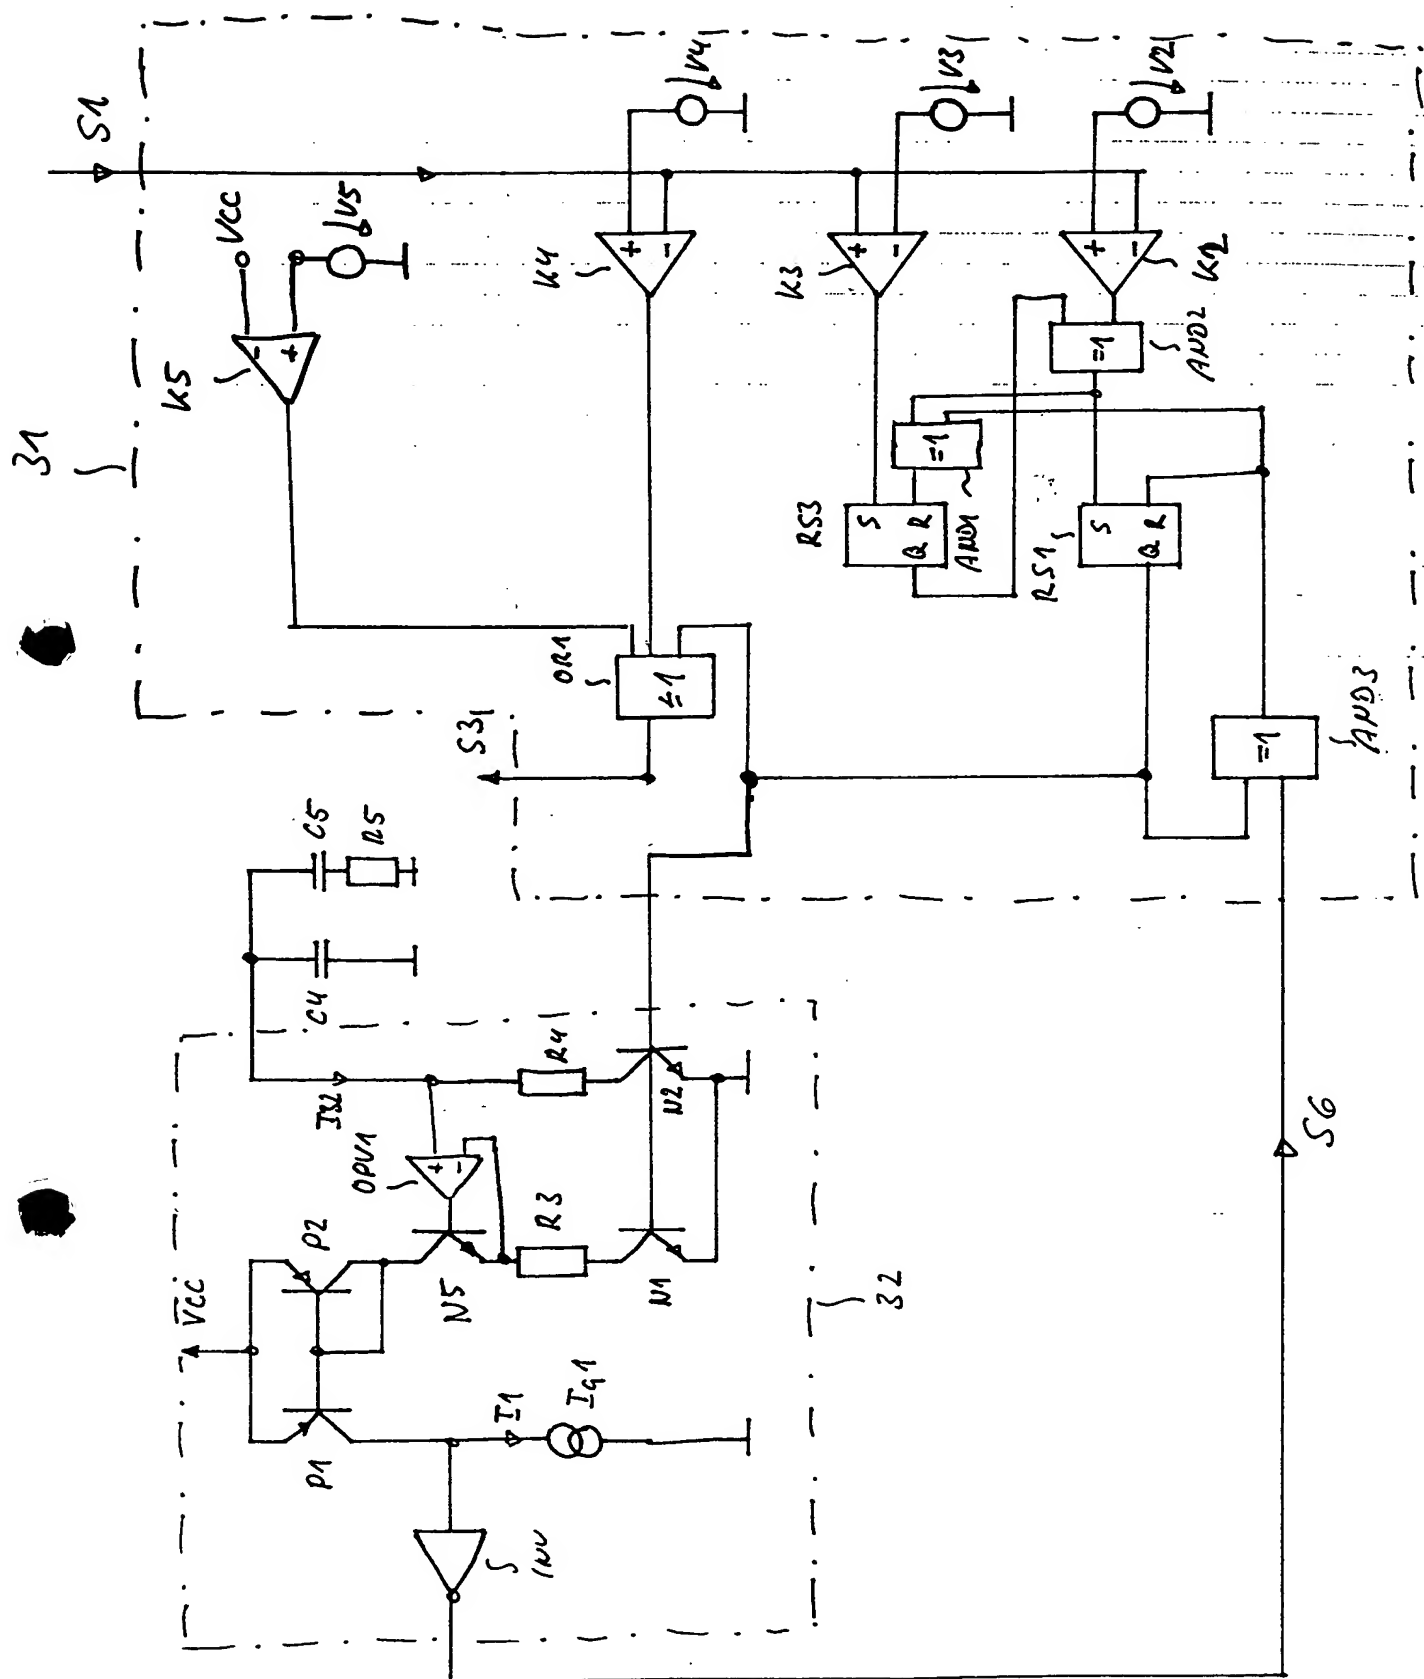 31
S1
VCC
V5
K5
V4
+
-
K4
V3
+
-
K3
V2
+
-
K2
-
+
=1
AND2
=1
AND1
RS3
S
R
Q
RS1
S
R
Q
OR1
≥1
S31
=1
AND3
C5
R5
C4
I32
R4
N2
OPV1
+
-
R3
N1
N5
P2
VCC
P1
I1
IG1
INV
32
S6